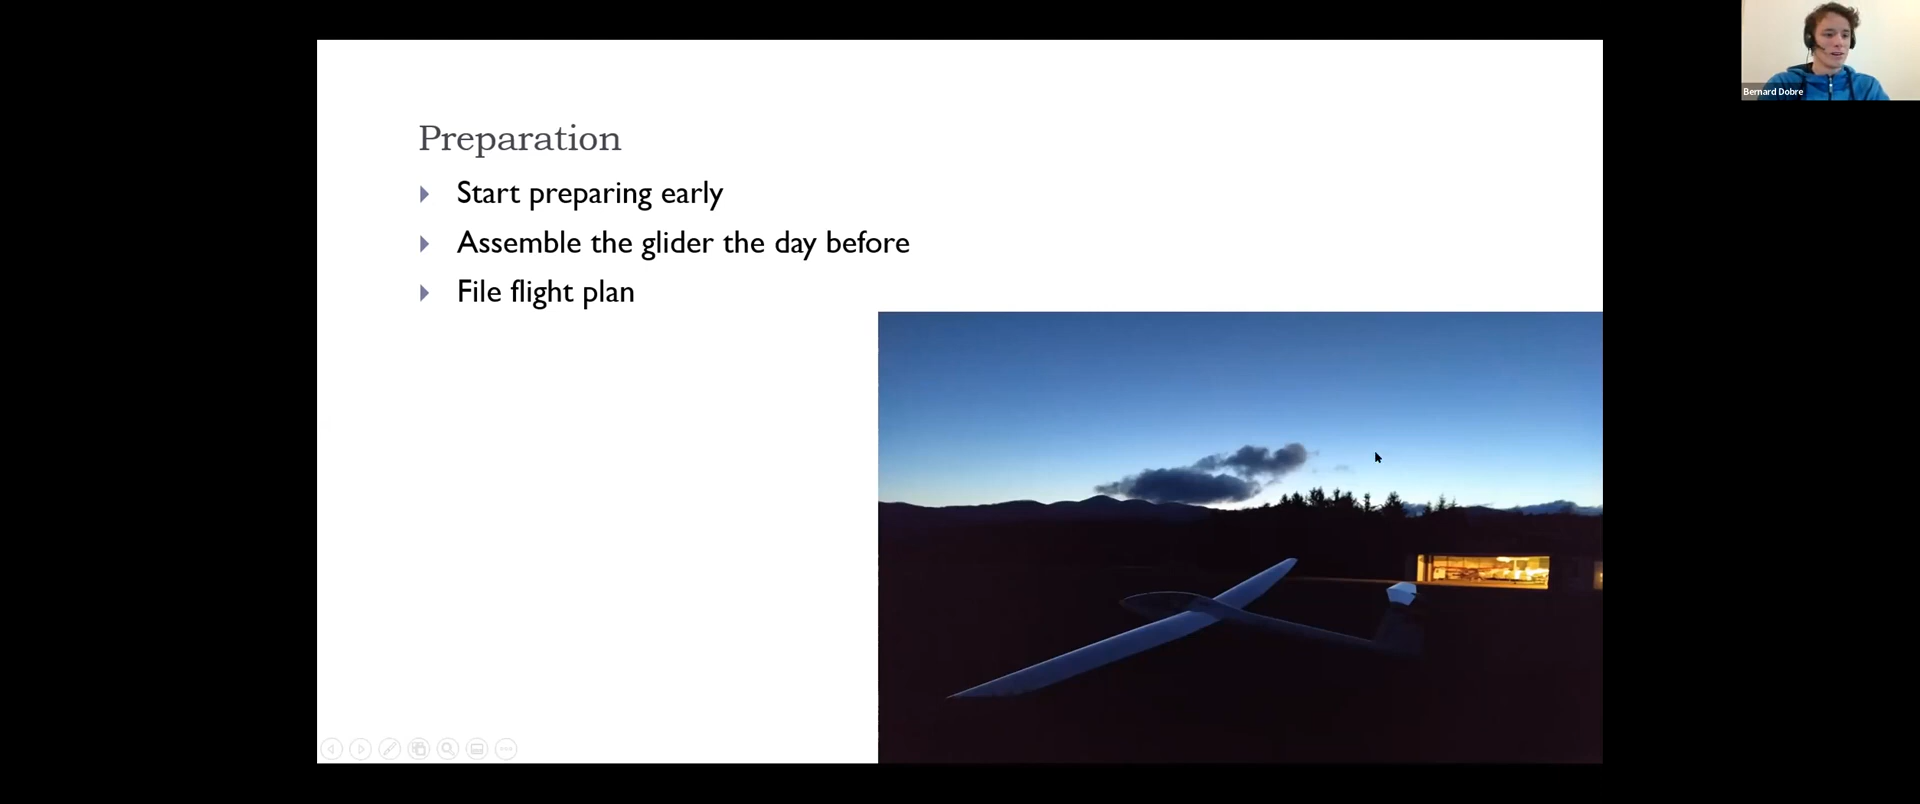 Preparation
Start preparing early
Assemble the glider the day before
File flight plan
Bernard Dobre